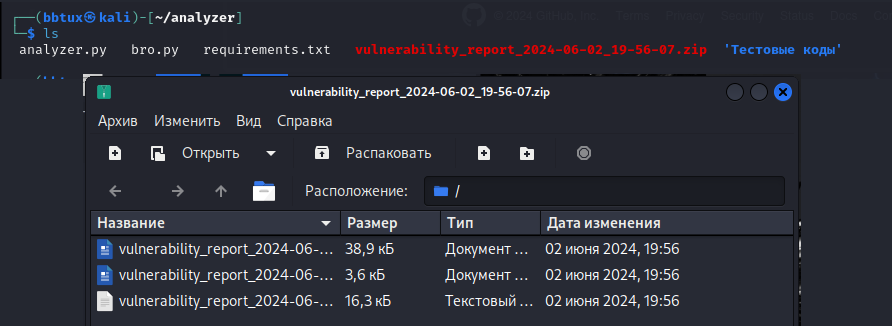 ┌──(bbtux㉿kali)-[~/analyzer]
└─$ ls
analyzer.py bro.py requirements.txt vulnerability_report_2024-06-02_19-56-07.zip 'Тестовые коды'
vulnerability_report_2024-06-02_19-56-07.zip
Архив Изменить Вид Справка
Открыть Распаковать
Расположение: /
Название Размер Тип Дата изменения
vulnerability_report_2024-06-... 38,9 кБ Документ ... 02 июня 2024, 19:56
vulnerability_report_2024-06-... 3,6 кБ Документ ... 02 июня 2024, 19:56
vulnerability_report_2024-06-... 16,3 кБ Текстовый ... 02 июня 2024, 19:56